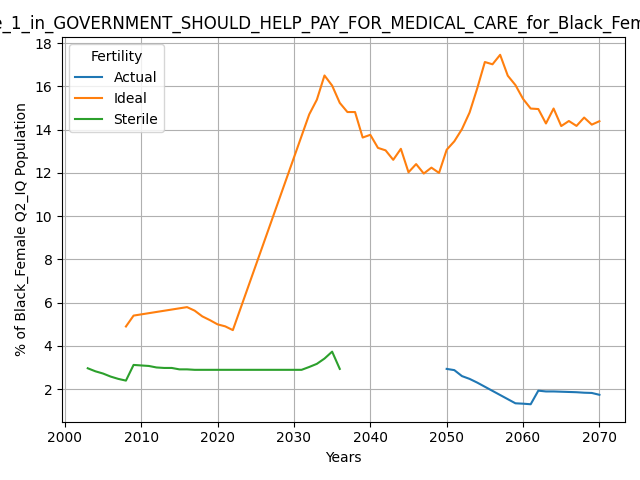 _1_in_GOVERNMENT_SHOULD_HELP_PAY_FOR_MEDICAL_CARE_for_Black_Fem
Fertility
Actual
Ideal
Sterile
% of Black_Female Q2_IQ Population
18
16
14
12
10
8
6
4
2
2000 2010 2020 2030 2040 2050 2060 2070
Years